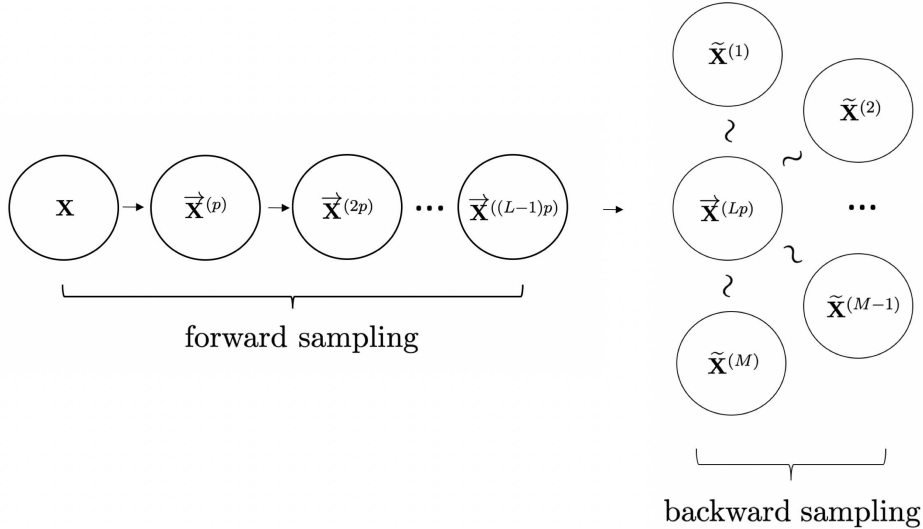 X → X⃗^(p) → X⃗^(2p) ... X⃗^((L−1)p) →
forward sampling
X̃^(1)
X̃^(2)
~ ~
X⃗^(Lp) ...
~ ~
X̃^(M−1)
X̃^(M)
backward sampling